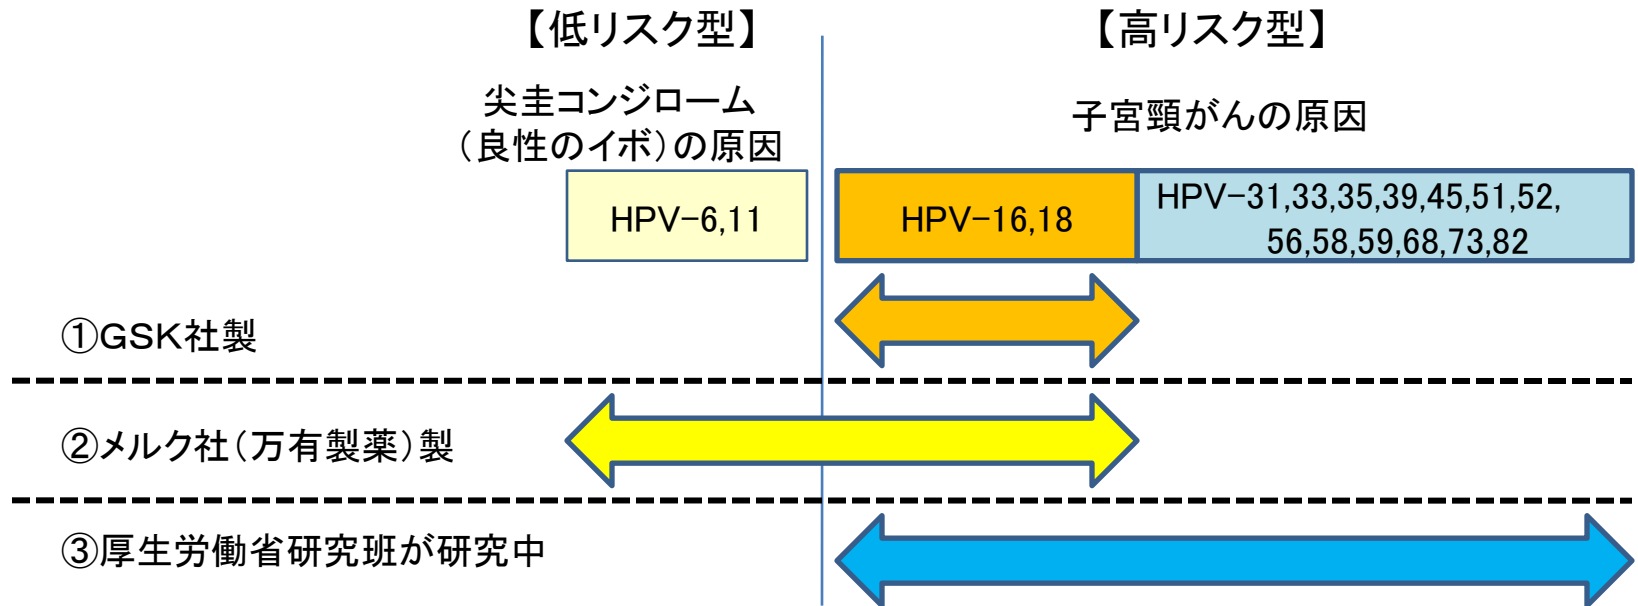 【低リスク型】
【高リスク型】
尖圭コンジローム
（良性のイボ）の原因
子宮頸がんの原因
HPV-6,11
HPV-16,18
HPV-31,33,35,39,45,51,52,
56,58,59,68,73,82
①GSK社製
②メルク社（万有製薬）製
③厚生労働省研究班が研究中